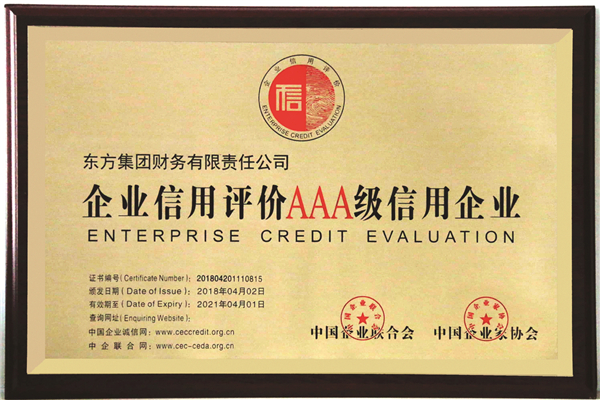 企业信用评价
信
ENTERPRISE CREDIT EVALUATION
东方集团财务有限责任公司
企业信用评价AAA级信用企业
ENTERPRISE CREDIT EVALUATION
证书编号(Certificate Number)：201804201110815
颁发日期(Date of Issue)：2018年04月02日
有效期至(Date of Expiry)：2021年04月01日
查询网址(Enquiring Website)：
中国企业诚信网：www.ceccredit.org.cn
中企联合网：www.cec-ceda.org.cn
中国企业联合会
中国企业家协会